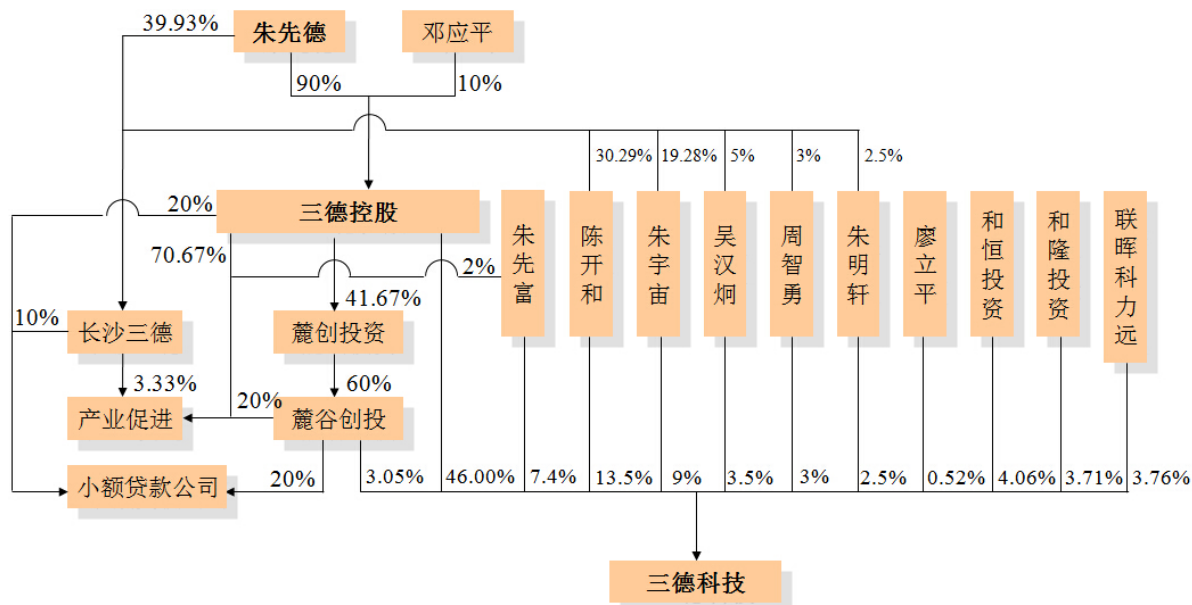 39.93%
朱先德
邓应平
90%
10%
30.29%
19.28%
5%
3%
2.5%
20%
三德控股
70.67%
2%
朱先富
陈开和
朱宇宙
吴汉炯
周智勇
朱明轩
廖立平
和恒投资
和隆投资
联晖科力远
41.67%
10%
长沙三德
麓创投资
3.33%
60%
产业促进
20%
麓谷创投
小额贷款公司
20%
3.05%
46.00%
7.4%
13.5%
9%
3.5%
3%
2.5%
0.52%
4.06%
3.71%
3.76%
三德科技